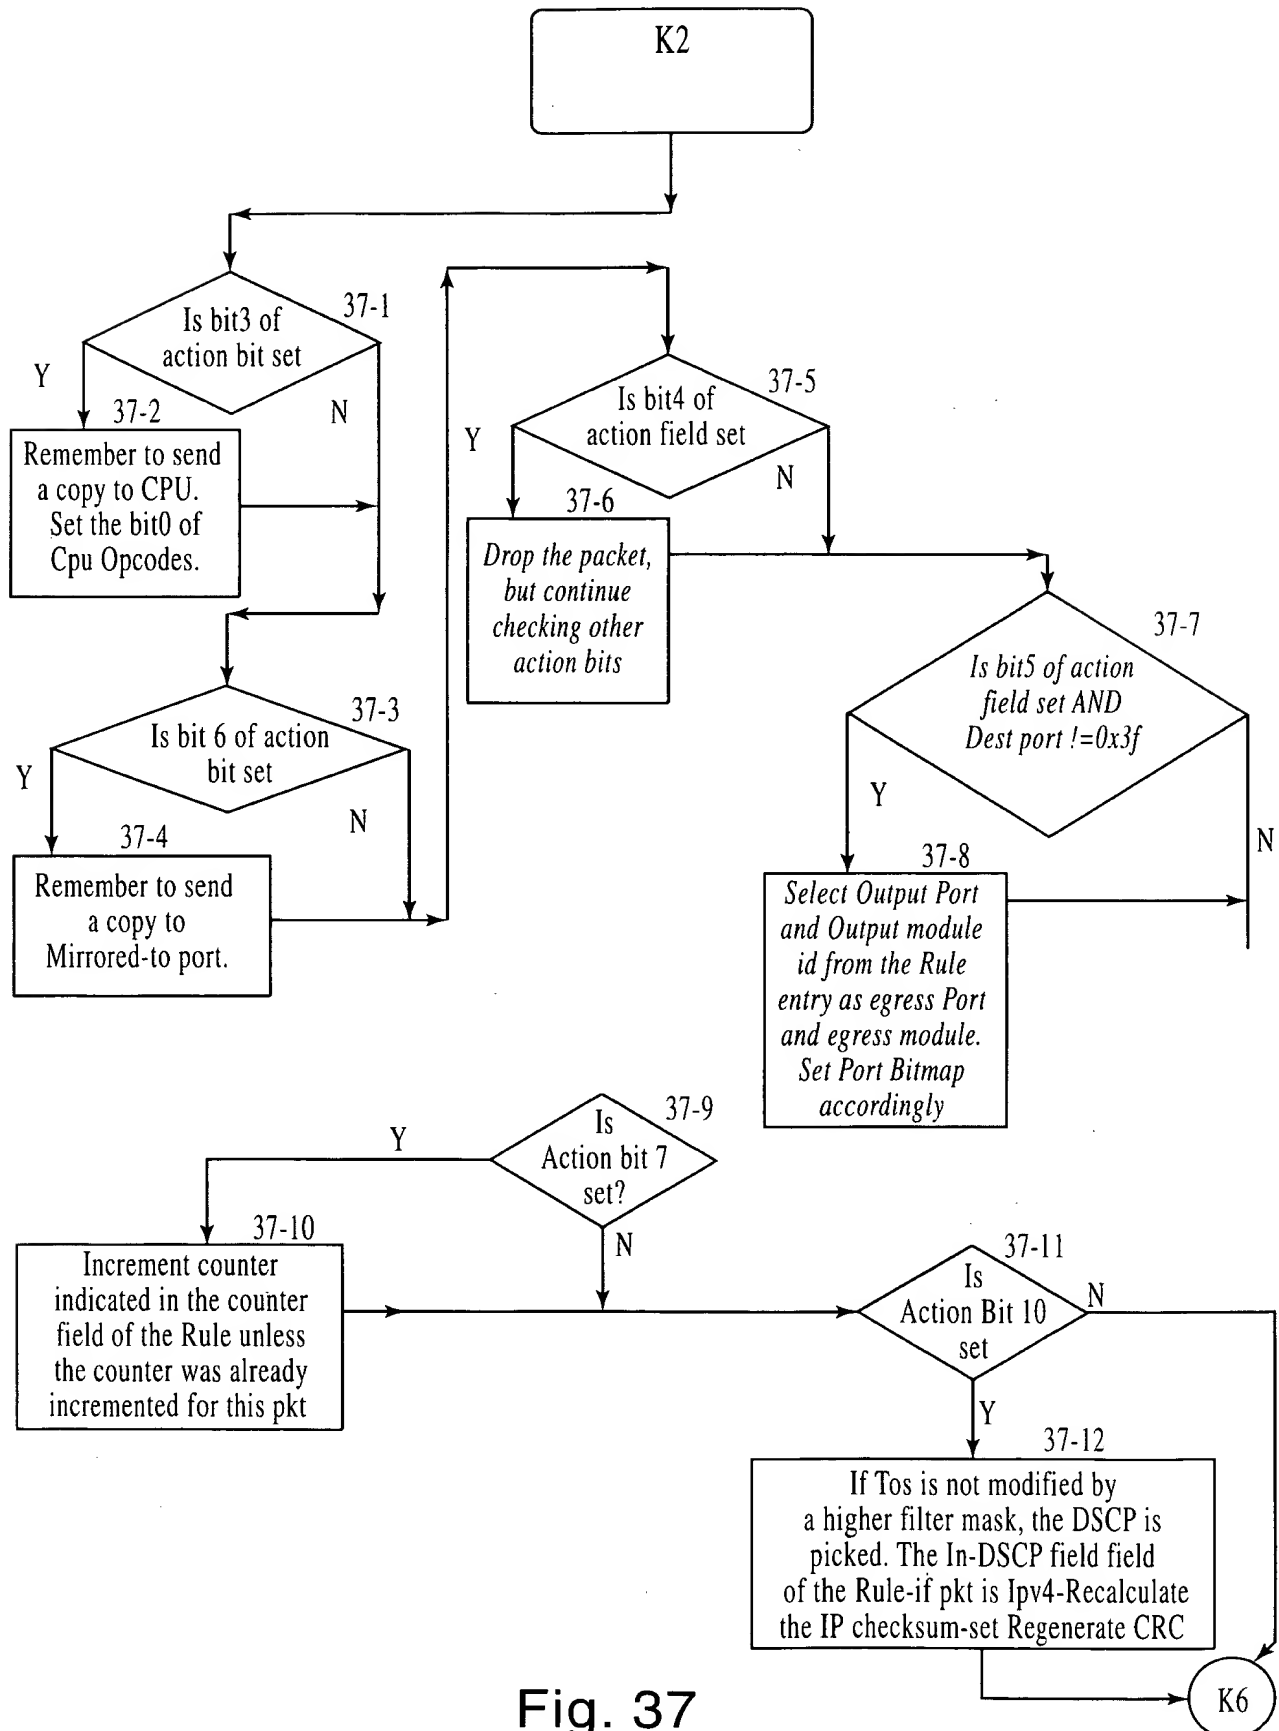 K2
37-1
Is bit3 of
action bit set
Y
N
37-2
Remember to send
a copy to CPU.
Set the bit0 of
Cpu Opcodes.
37-3
Is bit 6 of action
bit set
Y
N
37-4
Remember to send
a copy to
Mirrored-to port.
37-5
Is bit4 of
action field set
Y
N
37-6
Drop the packet,
but continue
checking other
action bits
37-7
Is bit5 of action
field set AND
Dest port !=0x3f
Y
N
37-8
Select Output Port
and Output module
id from the Rule
entry as egress Port
and egress module.
Set Port Bitmap
accordingly
37-9
Is
Action bit 7
set?
Y
N
37-10
Increment counter
indicated in the counter
field of the Rule unless
the counter was already
incremented for this pkt
37-11
Is
Action Bit 10
set
N
Y
37-12
If Tos is not modified by
a higher filter mask, the DSCP is
picked. The In-DSCP field field
of the Rule-if pkt is Ipv4-Recalculate
the IP checksum-set Regenerate CRC
K6
Fig. 37